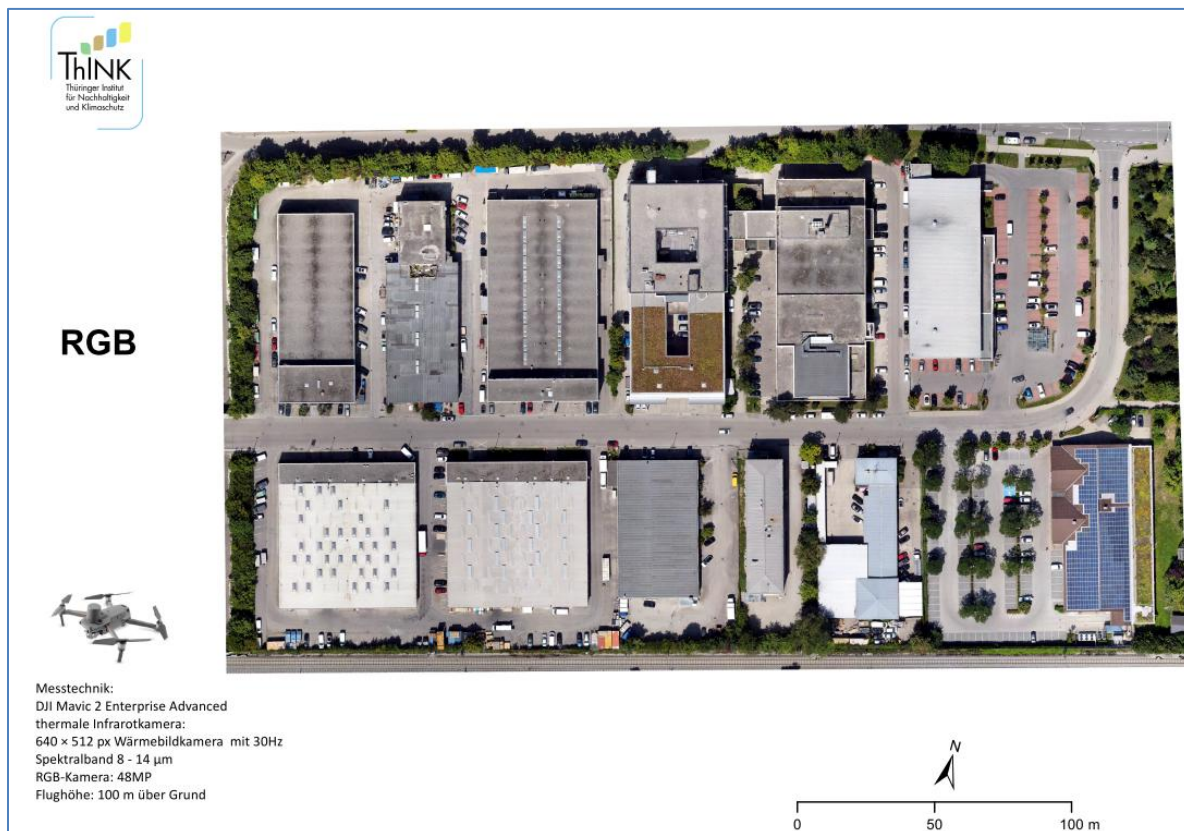 ThINK
Thüringer Institut
für Nachhaltigkeit
und Klimaschutz
RGB
Messtechnik:
DJI Mavic 2 Enterprise Advanced
thermale Infrarotkamera:
640 × 512 px Wärmebildkamera mit 30Hz
Spektralband 8 - 14 µm
RGB-Kamera: 48MP
Flughöhe: 100 m über Grund
N
0 50 100 m